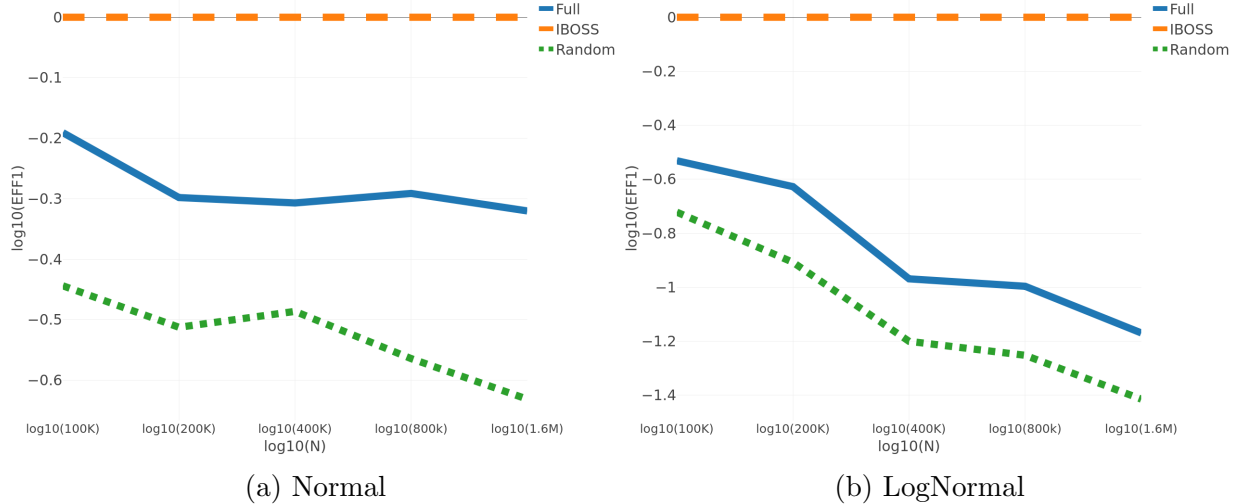 Full
IBOSS
Random
0
−0.1
−0.2
−0.3
−0.4
−0.5
−0.6
log10(EFF1)
log10(100K)
log10(200K)
log10(400K)
log10(800k)
log10(1.6M)
log10(N)
(a) Normal
Full
IBOSS
Random
0
−0.2
−0.4
−0.6
−0.8
−1
−1.2
−1.4
log10(EFF1)
log10(100K)
log10(200K)
log10(400K)
log10(800k)
log10(1.6M)
log10(N)
(b) LogNormal